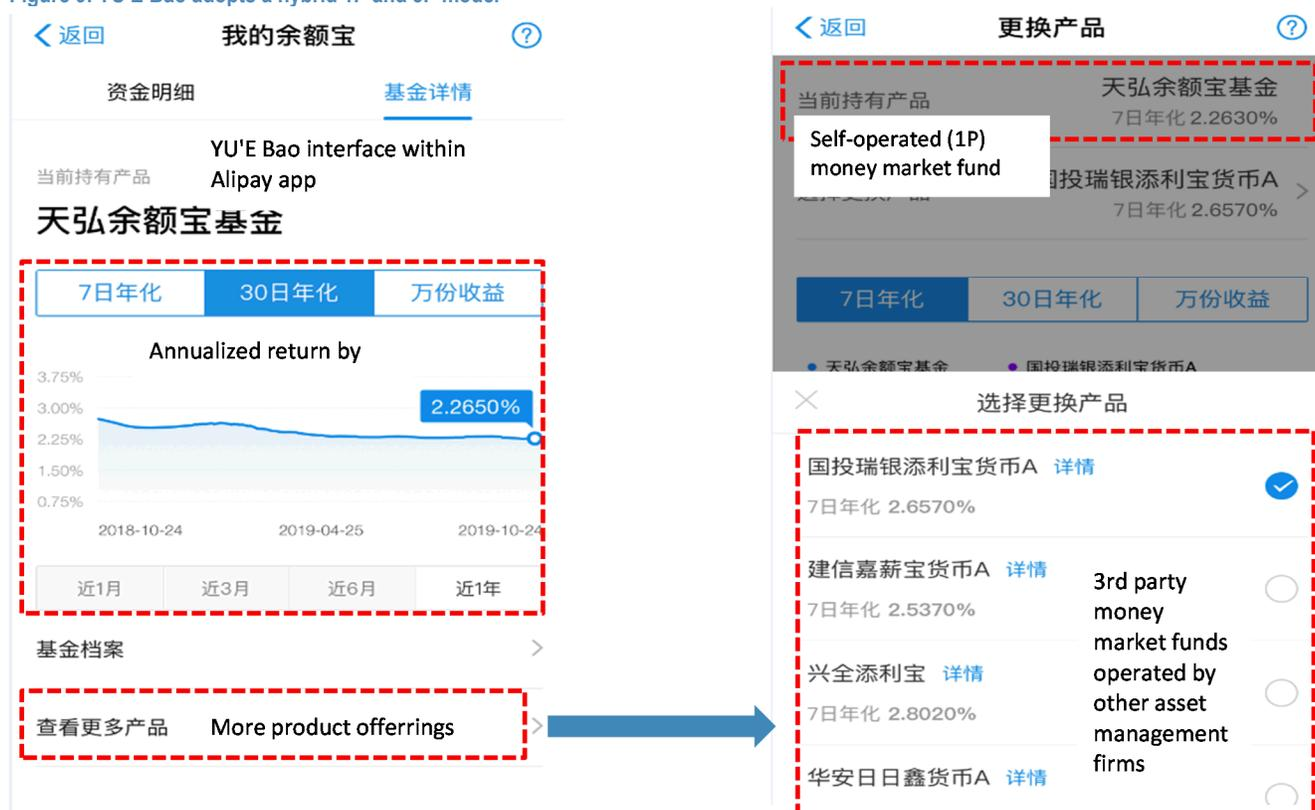 返回
我的余额宝
?
资金明细
基金详情
YU'E Bao interface within
Alipay app
当前持有产品
天弘余额宝基金
7日年化
30日年化
万份收益
Annualized return by
3.75%
3.00%
2.2650%
2.25%
1.50%
0.75%
2018-10-24
2019-04-25
2019-10-24
近1月
近3月
近6月
近1年
基金档案
查看更多产品
More product offerrings
返回
更换产品
?
当前持有产品
天弘余额宝基金
7日年化 2.2630%
Self-operated (1P)
money market fund
投瑞银添利宝货币A
7日年化 2.6570%
7日年化
30日年化
万份收益
天弘余额宝基金
国投瑞银添利宝货币A
选择更换产品
国投瑞银添利宝货币A 详情
7日年化 2.6570%
建信嘉薪宝货币A 详情
7日年化 2.5370%
兴全添利宝 详情
7日年化 2.8020%
华安日日鑫货币A 详情
3rd party
money
market funds
operated by
other asset
management
firms